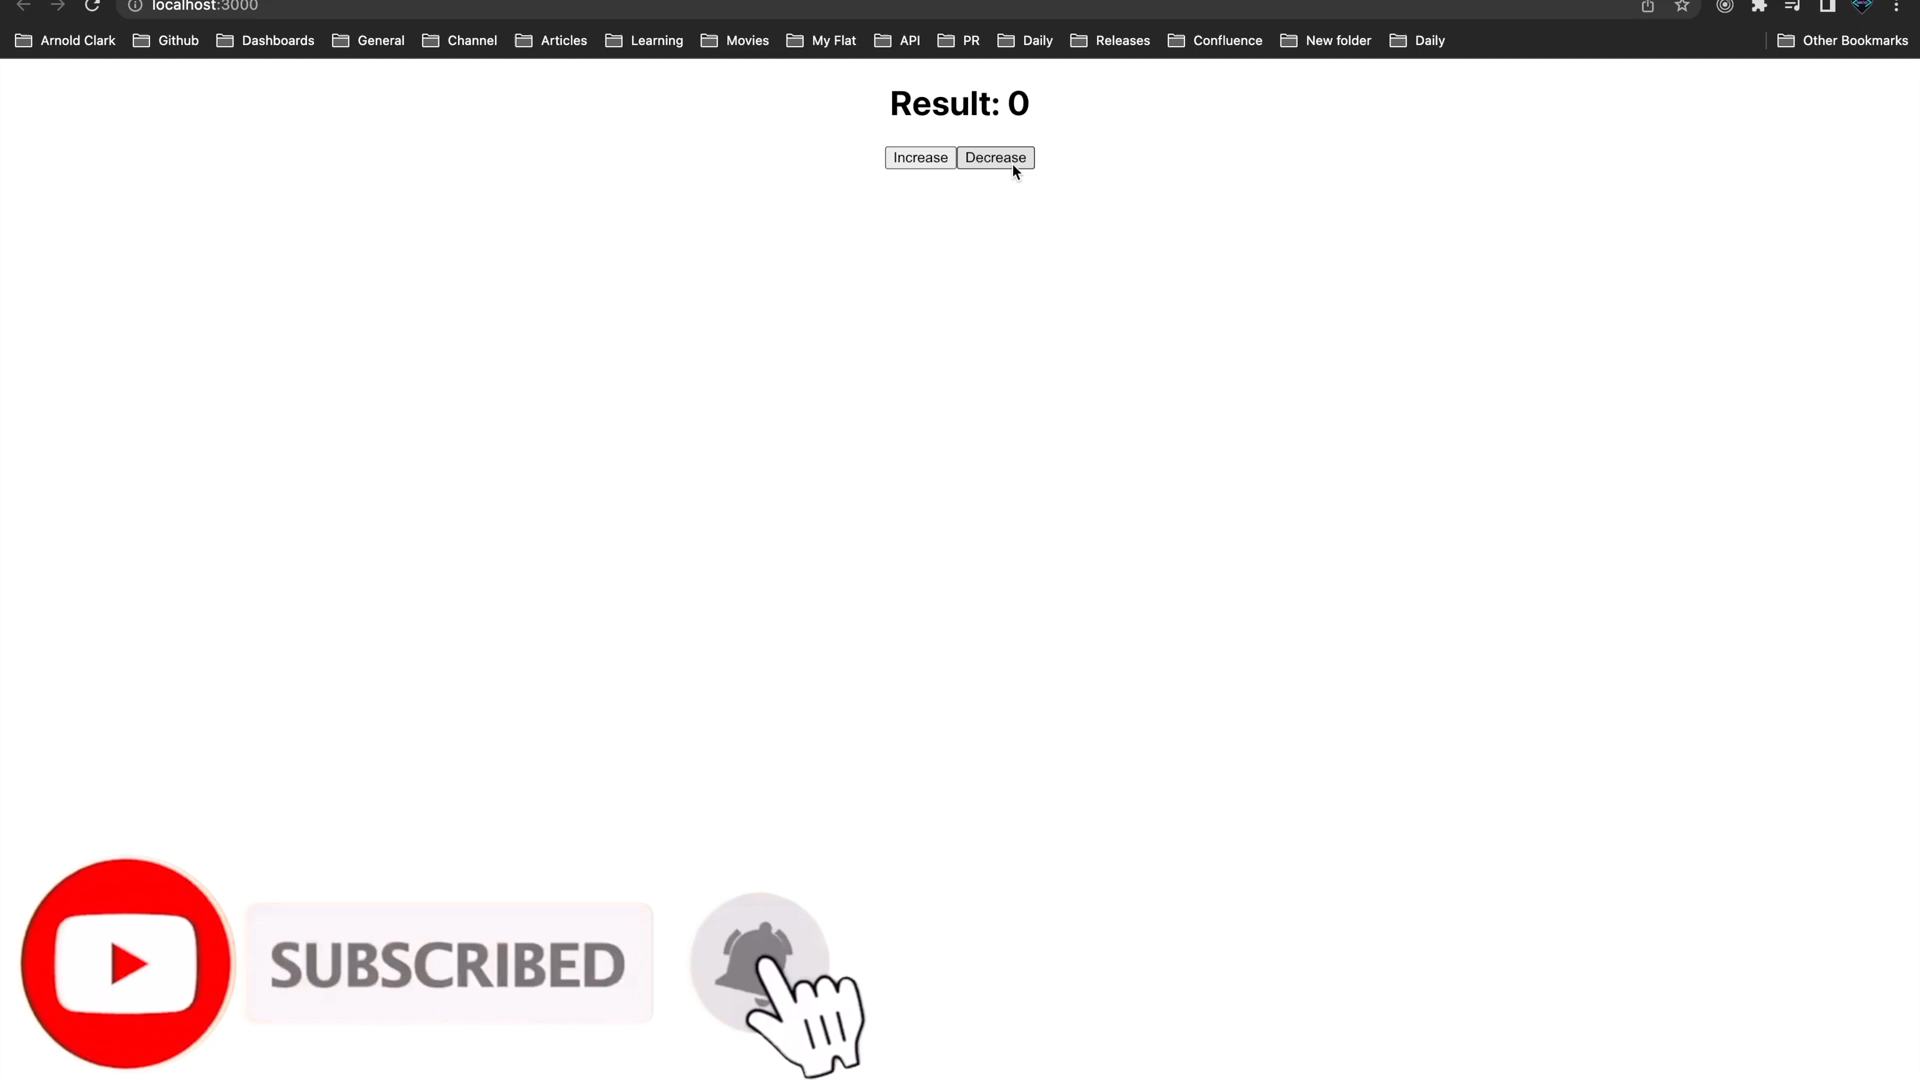 localhost:3000
Arnold Clark Github Dashboards General Channel Articles Learning Movies My Flat API PR Daily Releases Confluence New folder Daily Other Bookmarks
Result: 0
Increase Decrease
SUBSCRIBED